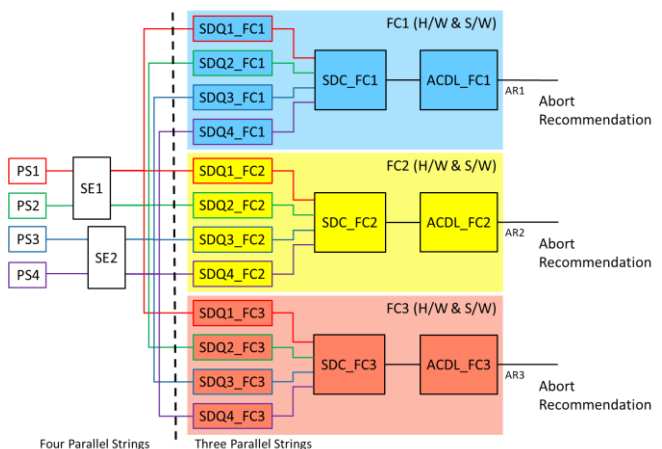 FC1 (H/W & S/W)
SDQ1_FC1
SDQ2_FC1
SDQ3_FC1
SDQ4_FC1
SDC_FC1
ACDL_FC1
AR1
Abort
Recommendation
PS1
PS2
PS3
PS4
SE1
SE2
FC2 (H/W & S/W)
SDQ1_FC2
SDQ2_FC2
SDQ3_FC2
SDQ4_FC2
SDC_FC2
ACDL_FC2
AR2
Abort
Recommendation
FC3 (H/W & S/W)
SDQ1_FC3
SDQ2_FC3
SDQ3_FC3
SDQ4_FC3
SDC_FC3
ACDL_FC3
AR3
Abort
Recommendation
Four Parallel Strings
Three Parallel Strings